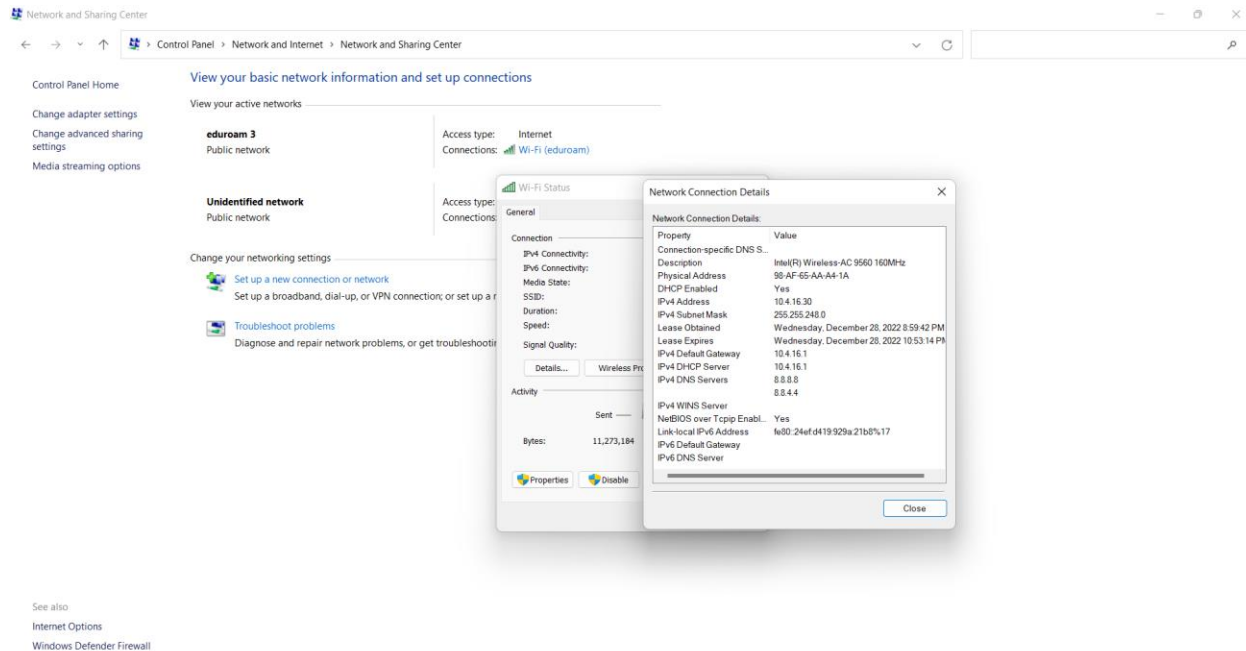 Network and Sharing Center
Control Panel > Network and Internet > Network and Sharing Center
Control Panel Home
Change adapter settings
Change advanced sharing
settings
Media streaming options
View your basic network information and set up connections
View your active networks
eduroam 3
Public network
Access type: Internet
Connections: Wi-Fi (eduroam)
Unidentified network
Public network
Access type:
Connections:
Change your networking settings
Set up a new connection or network
Set up a broadband, dial-up, or VPN connection; or set up a r
Troubleshoot problems
Diagnose and repair network problems, or get troubleshootin
Wi-Fi Status
General
Connection
IPv4 Connectivity:
IPv6 Connectivity:
Media State:
SSID:
Duration:
Speed:
Signal Quality:
Details... Wireless Pro
Activity
Sent
Bytes: 11,273,184
Properties Disable
Network Connection Details
Network Connection Details:
Property Value
Connection-specific DNS S...
Description Intel(R) Wireless-AC 9560 160MHz
Physical Address 98-AF-65-AA-A4-1A
DHCP Enabled Yes
IPv4 Address 10.4.16.30
IPv4 Subnet Mask 255.255.248.0
Lease Obtained Wednesday, December 28, 2022 8:59:42 PM
Lease Expires Wednesday, December 28, 2022 10:53:14 PM
IPv4 Default Gateway 10.4.16.1
IPv4 DHCP Server 10.4.16.1
IPv4 DNS Servers 8.8.8.8
8.8.4.4
IPv4 WINS Server
NetBIOS over Tcpip Enabl... Yes
Link-local IPv6 Address fe80::24ef:d419:929a:21b8%17
IPv6 Default Gateway
IPv6 DNS Server
Close
See also
Internet Options
Windows Defender Firewall